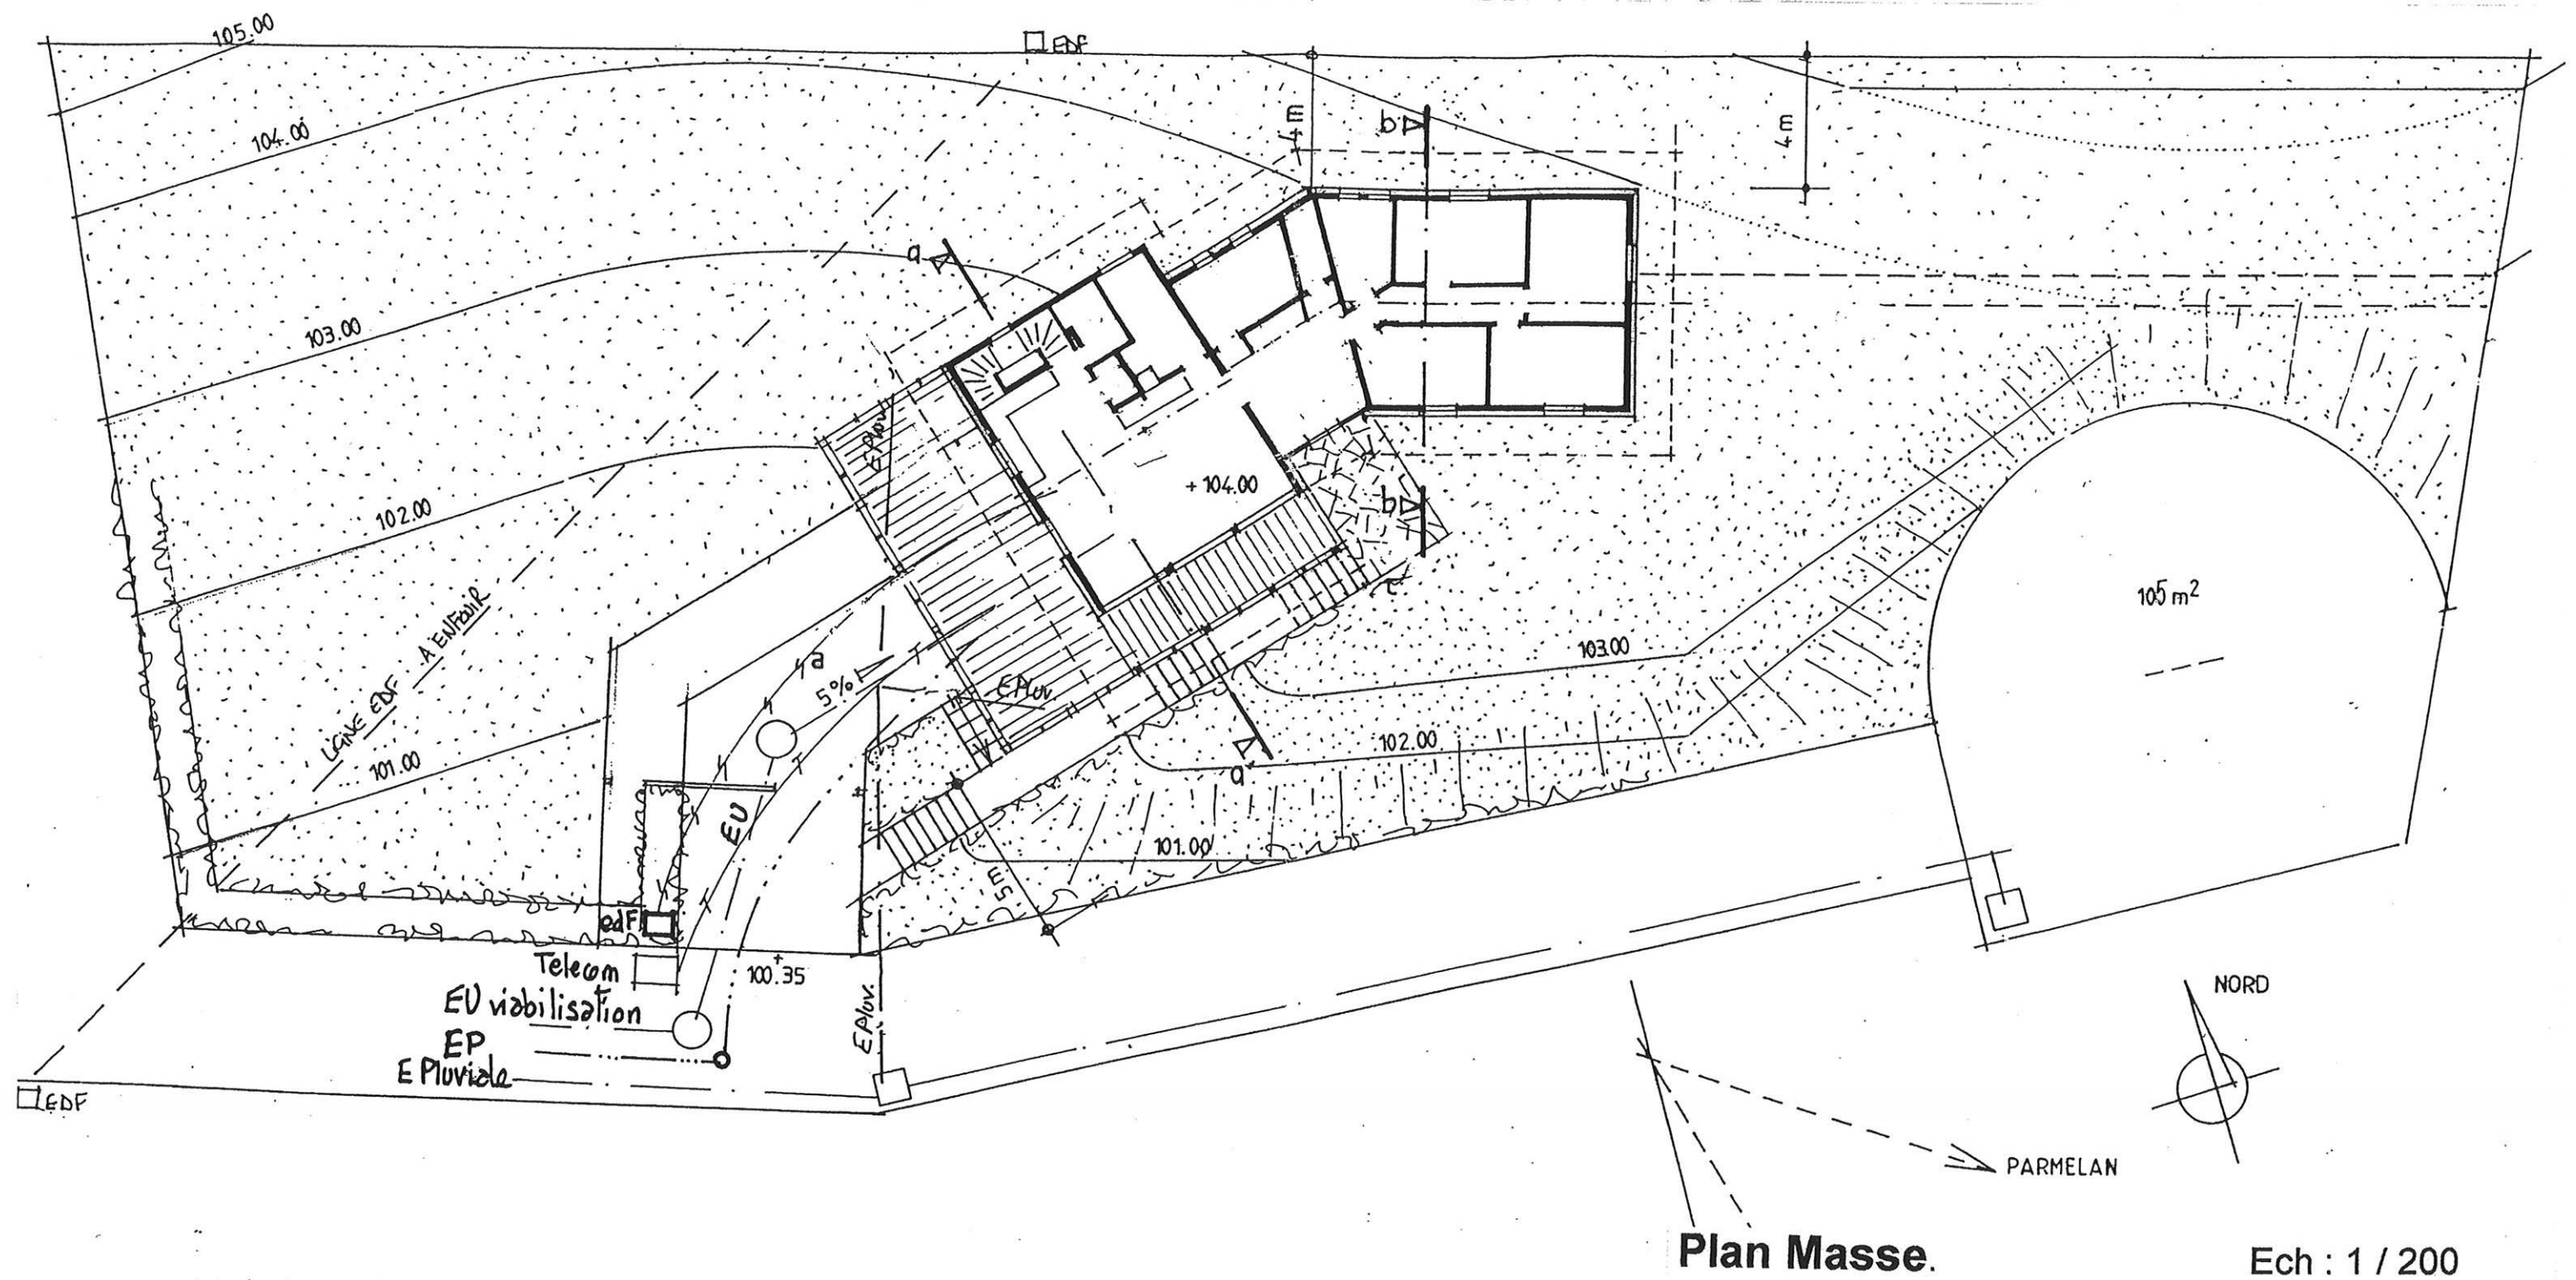 105.00
EDF
104.00
4m
b
4m
a
103.00
E Pluv
+ 104.00
b
102.00
105 m2
LIGNE EDF A ENFOUIR
a
5%
103.00
E Pluv
102.00
101.00
a'
EU
101.00
5m
edF
Telecom
100.35
EU viabilisation
NORD
EP
E Pluv.
E Pluviale
EDF
PARMELAN
Plan Masse.
Ech : 1 / 200